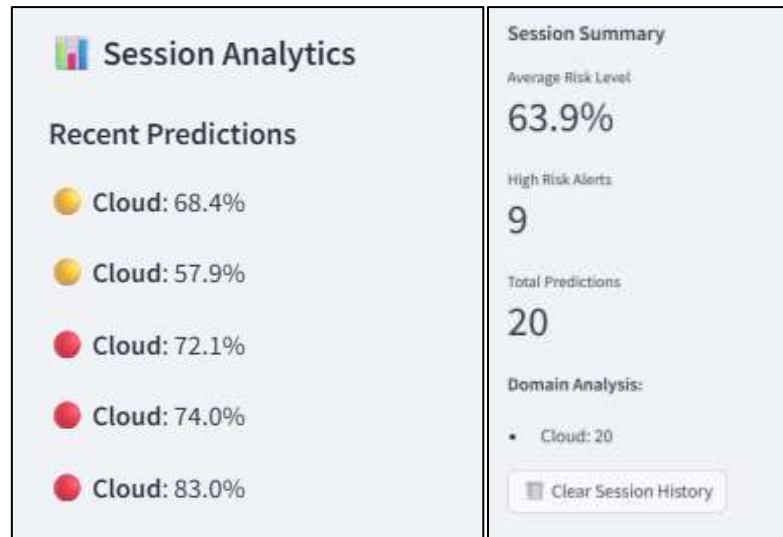 Session Analytics
Recent Predictions
Cloud: 68.4%
Cloud: 57.9%
Cloud: 72.1%
Cloud: 74.0%
Cloud: 83.0%
Session Summary
Average Risk Level
63.9%
High Risk Alerts
9
Total Predictions
20
Domain Analysis:
• Cloud: 20
Clear Session History